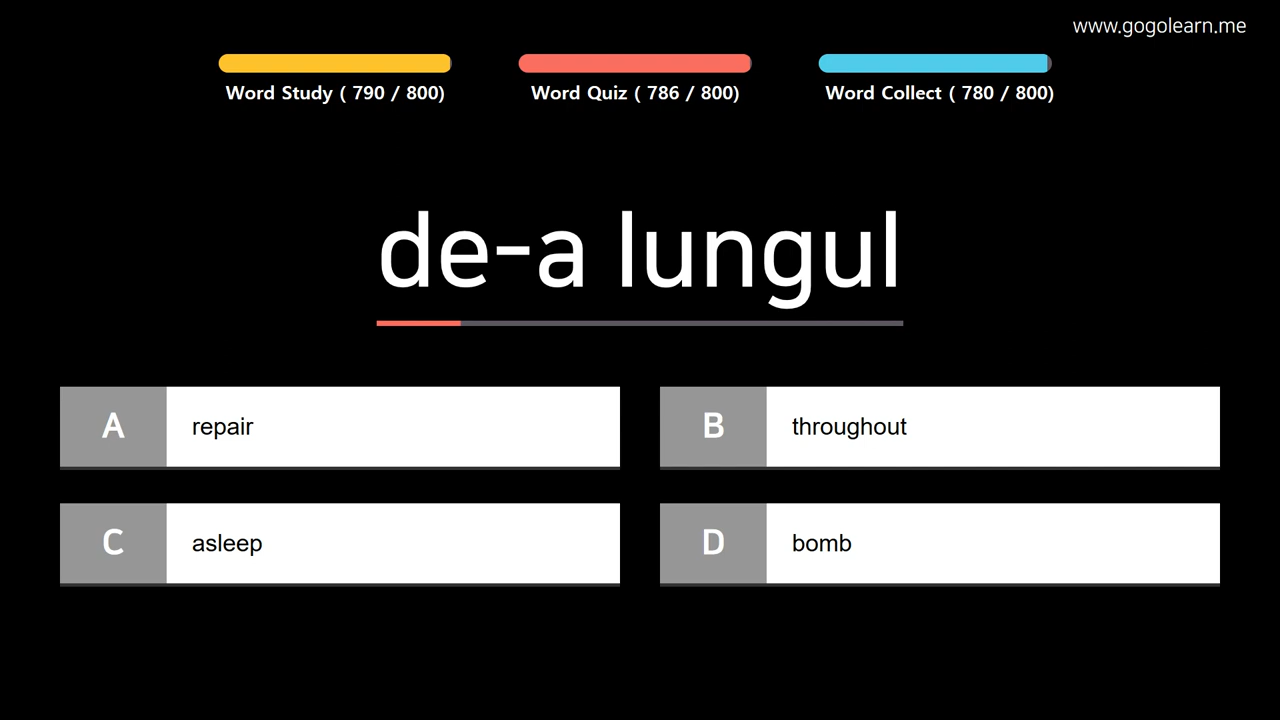 www.gogolearn.me
Word Study ( 790 / 800)
Word Quiz ( 786 / 800)
Word Collect ( 780 / 800)
de-a lungul
A repair
B throughout
C asleep
D bomb